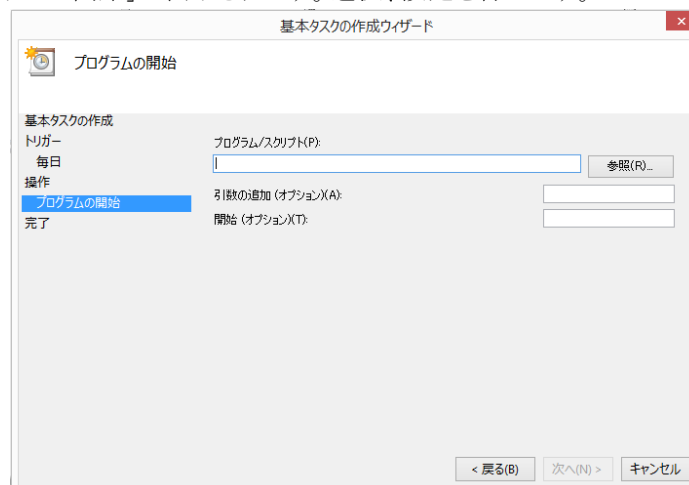 基本タスクの作成ウィザード
プログラムの開始
基本タスクの作成
トリガー
毎日
操作
プログラムの開始
完了
プログラム/スクリプト(P):
参照(R)...
引数の追加 (オプション)(A):
開始 (オプション)(T):
< 戻る(B)
次へ(N) >
キャンセル